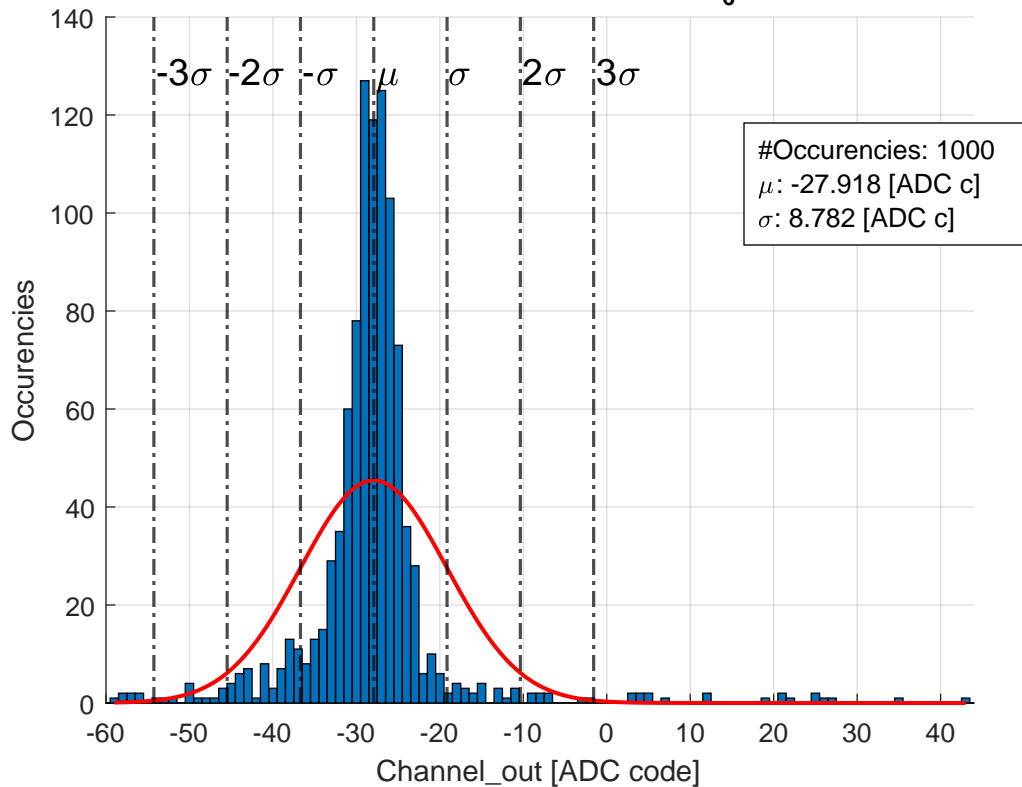 140
120
100
80
60
40
20
0
-3σ -2σ -σ μ σ 2σ 3σ
#Occurencies: 1000
μ: -27.918 [ADC c]
σ: 8.782 [ADC c]
Occurencies
-60 -50 -40 -30 -20 -10 0 10 20 30 40
Channel_out [ADC code]